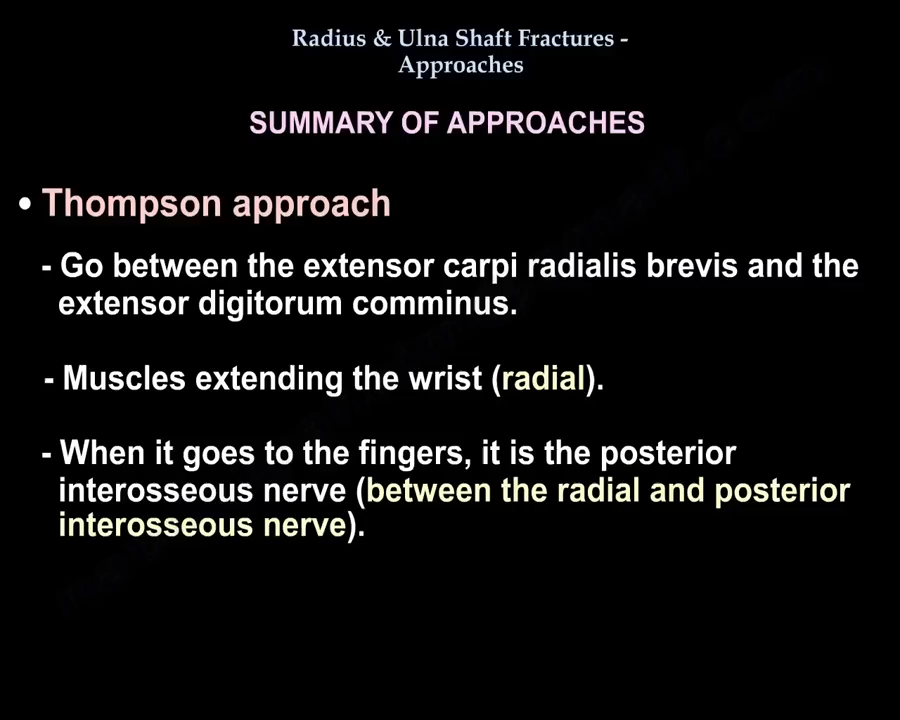 Radius & Ulna Shaft Fractures -
Approaches
SUMMARY OF APPROACHES
• Thompson approach
- Go between the extensor carpi radialis brevis and the
extensor digitorum comminus.
- Muscles extending the wrist (radial).
- When it goes to the fingers, it is the posterior
interosseous nerve (between the radial and posterior
interosseous nerve).